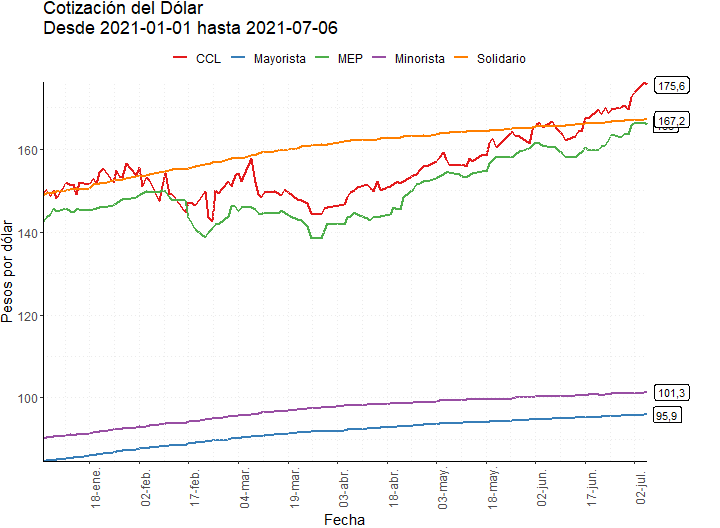 Cotización del Dólar
Desde 2021-01-01 hasta 2021-07-06
CCL Mayorista MEP Minorista Solidario
175,6
167,2
160
140
120
100
101,3
95,9
Pesos por dólar
18-ene.
02-feb.
17-feb.
04-mar.
19-mar.
03-abr.
18-abr.
03-may.
18-may.
02-jun.
17-jun.
02-jul.
Fecha